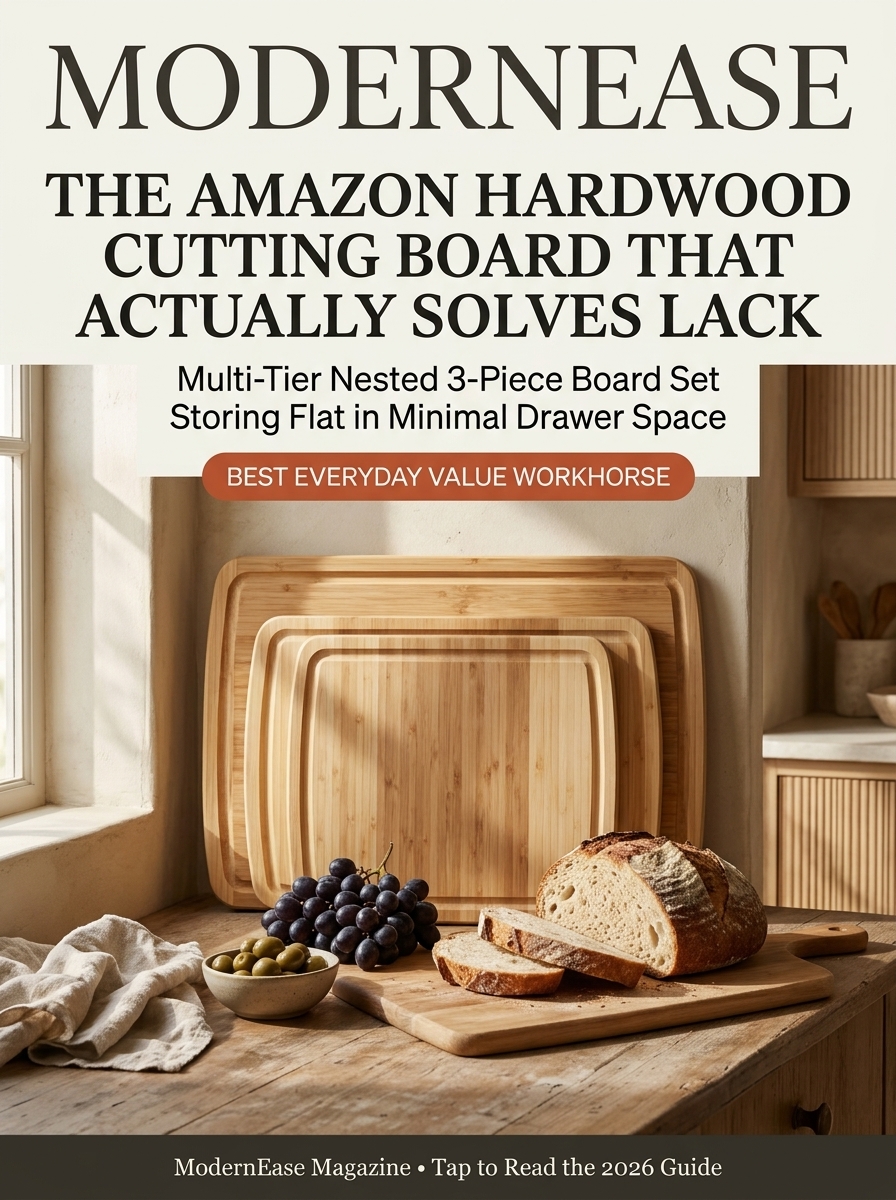 MODERNEASE
THE AMAZON HARDWOOD
CUTTING BOARD THAT
ACTUALLY SOLVES LACK
Multi-Tier Nested 3-Piece Board Set
Storing Flat in Minimal Drawer Space
BEST EVERYDAY VALUE WORKHORSE
ModernEase Magazine • Tap to Read the 2026 Guide